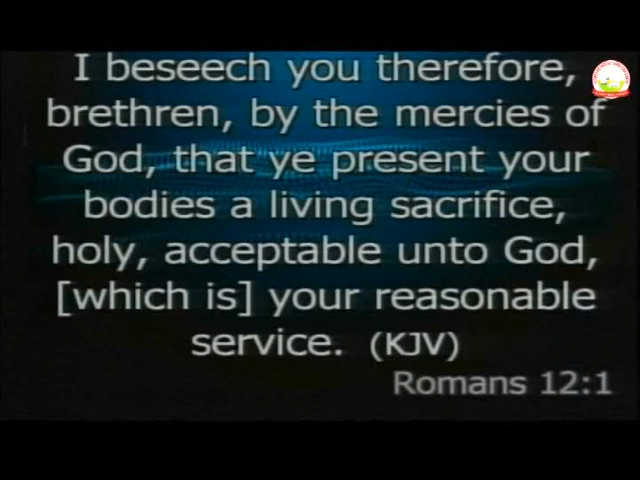 I beseech you therefore,
brethren, by the mercies of
God, that ye present your
bodies a living sacrifice,
holy, acceptable unto God,
[which is] your reasonable
service. (KJV)
Romans 12:1